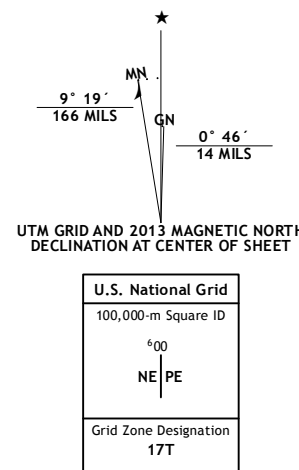 ★
MN
9° 19´
166 MILS
GN
0° 46´
14 MILS
UTM GRID AND 2013 MAGNETIC NORTH
DECLINATION AT CENTER OF SHEET
U.S. National Grid
100,000-m Square ID
⁶00
NE PE
Grid Zone Designation
17T